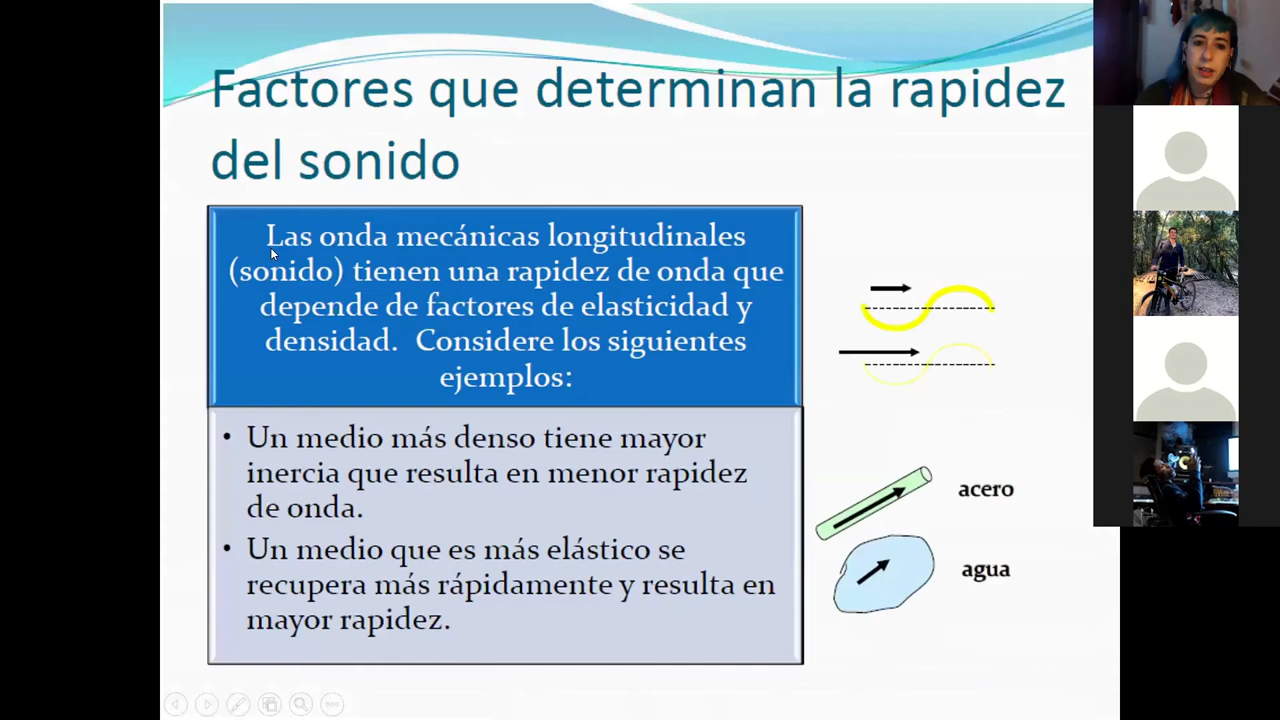 Factores que determinan la rapidez
del sonido
Las onda mecánicas longitudinales
(sonido) tienen una rapidez de onda que
depende de factores de elasticidad y
densidad. Considere los siguientes
ejemplos:
• Un medio más denso tiene mayor
inercia que resulta en menor rapidez
de onda.
• Un medio que es más elástico se
recupera más rápidamente y resulta en
mayor rapidez.
acero
agua